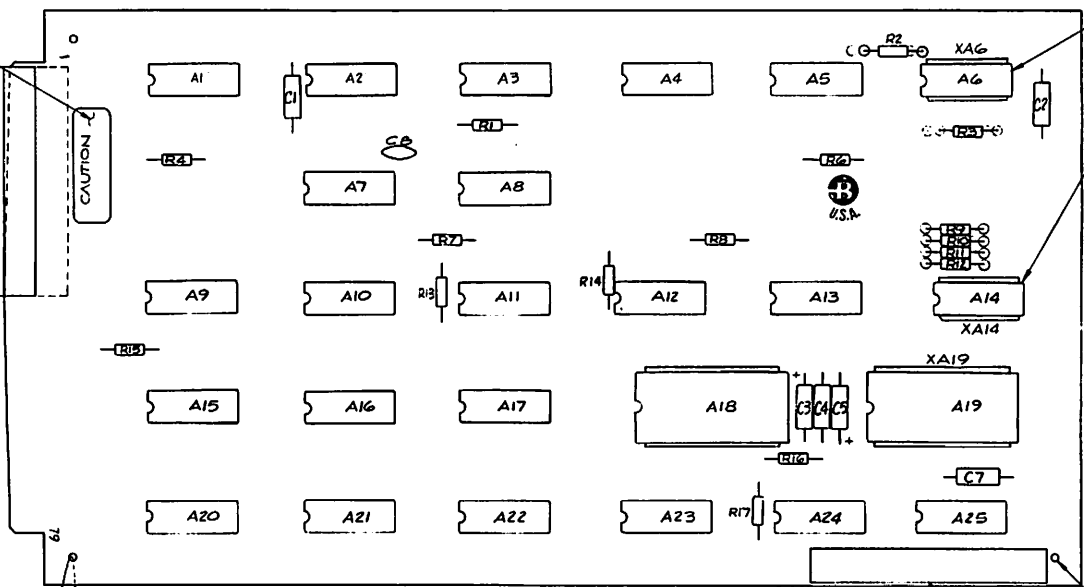 R2
XA6
A1
A2
A3
A4
A5
A6
C1
C2
1
CAUTION
R1
R3
C8
R4
R6
A7
A8
B
U.S.A.
R7
R8
R9
R10
R11
R12
R13
R14
A9
A10
A11
A12
A13
A14
XA14
R15
XA19
A15
A16
A17
A18
+
C3
C4
C5
+
A19
R16
C7
A20
A21
A22
A23
R17
A24
A25
79